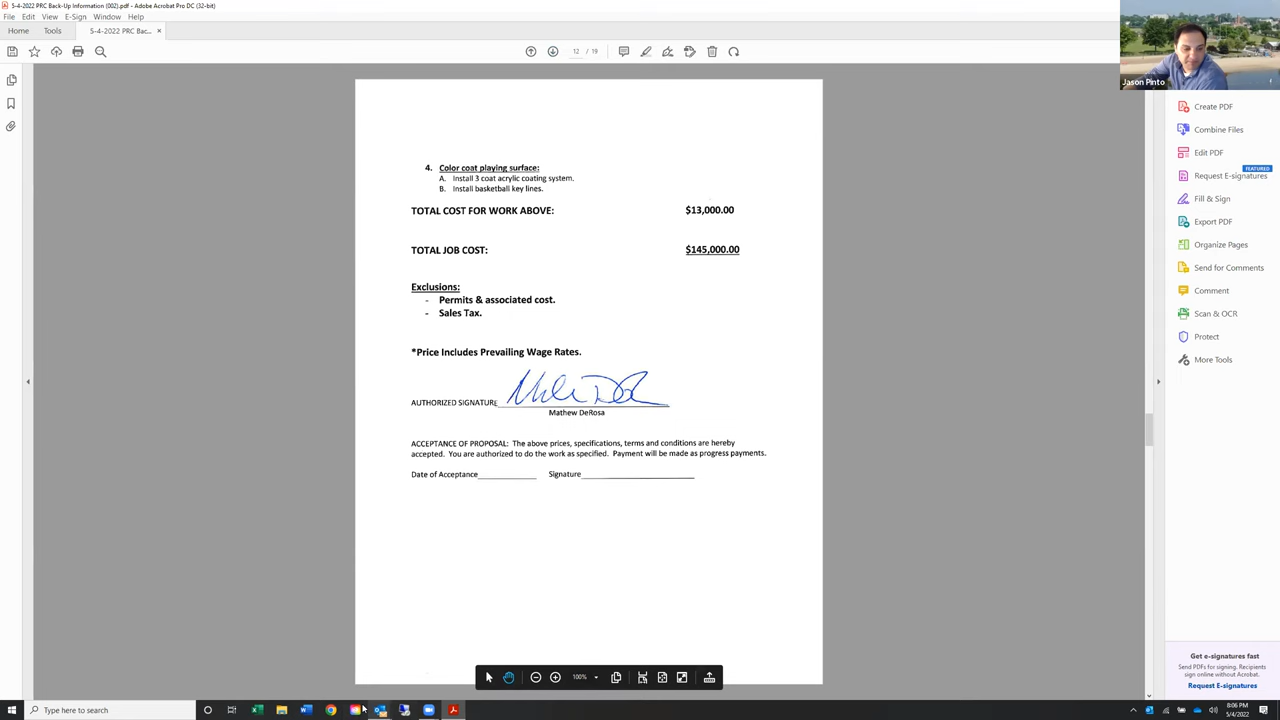 5-4-2022 PRC Back-Up Information (002).pdf - Adobe Acrobat Pro DC (32-bit)
File Edit View E-Sign Window Help
Home Tools 5-4-2022 PRC Bac... ×
12 / 19
Jason Pinto
4. Color coat playing surface:
A. Install 3 coat acrylic coating system.
B. Install basketball key lines.
TOTAL COST FOR WORK ABOVE: $13,000.00
TOTAL JOB COST: $145,000.00
Exclusions:
- Permits & associated cost.
- Sales Tax.
*Price Includes Prevailing Wage Rates.
AUTHORIZED SIGNATURE
Mathew DeRosa
ACCEPTANCE OF PROPOSAL: The above prices, specifications, terms and conditions are hereby
accepted. You are authorized to do the work as specified. Payment will be made as progress payments.
Date of Acceptance__________ Signature____________________
100%
Create PDF
Combine Files
Edit PDF
FEATURED
Request E-signatures
Fill & Sign
Export PDF
Organize Pages
Send for Comments
Comment
Scan & OCR
Protect
More Tools
Get e-signatures fast
Send PDFs for signing. Recipients
sign online without Acrobat.
Request E-signatures
Type here to search
8:06 PM
5/4/2022